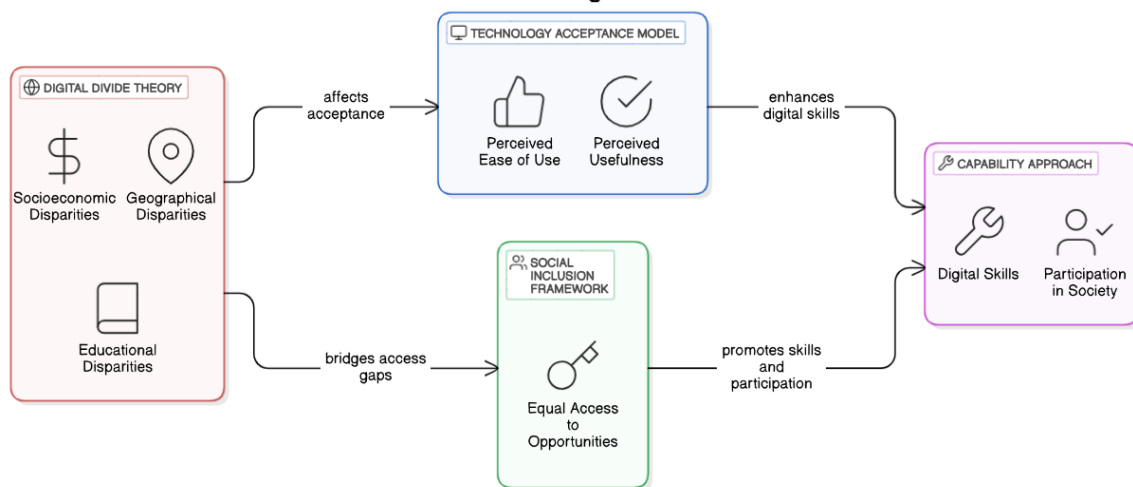 TECHNOLOGY ACCEPTANCE MODEL
Perceived
Ease of Use
Perceived
Usefulness
DIGITAL DIVIDE THEORY
Socioeconomic
Disparities
Geographical
Disparities
Educational
Disparities
affects
acceptance
enhances
digital skills
CAPABILITY APPROACH
Digital Skills
Participation
in Society
SOCIAL
INCLUSION
FRAMEWORK
Equal Access
to
Opportunities
bridges access
gaps
promotes skills
and
participation